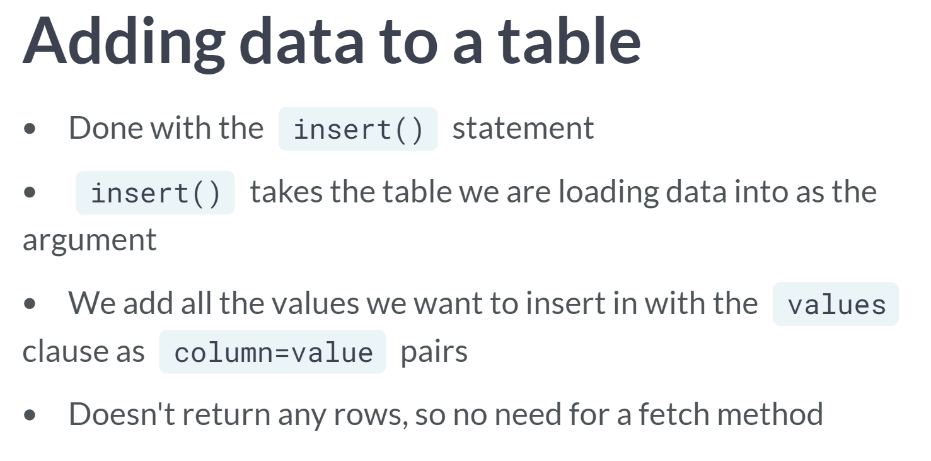 Adding data to a table
• Done with the insert() statement
• insert() takes the table we are loading data into as the
argument
• We add all the values we want to insert in with the values
clause as column=value pairs
• Doesn't return any rows, so no need for a fetch method